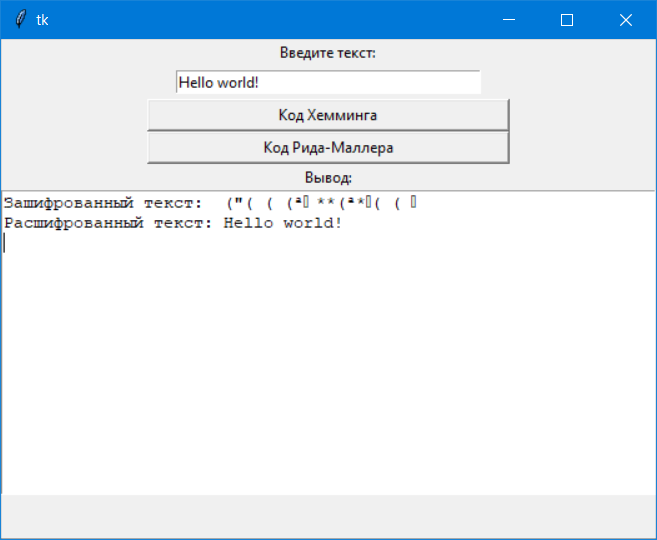 tk
Введите текст:
Hello world!
Код Хемминга
Код Рида-Маллера
Вывод:
Зашифрованный текст: ("( ( (ª▯ **(ª*▯( ( ▯
Расшифрованный текст: Hello world!